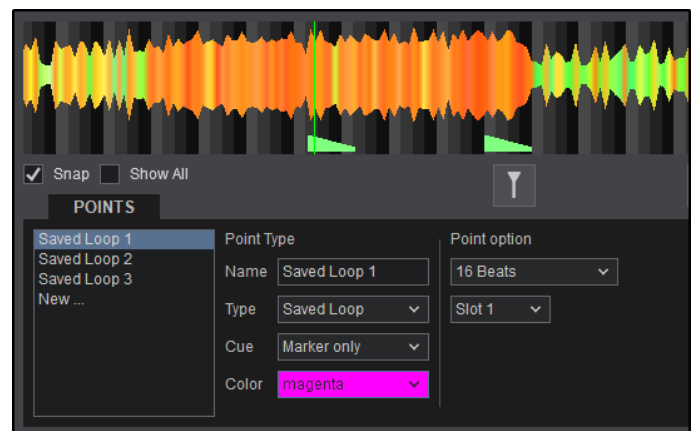 Snap Show All
POINTS
Saved Loop 1
Saved Loop 2
Saved Loop 3
New ...
Point Type
Name Saved Loop 1
Type Saved Loop
Cue Marker only
Color magenta
Point option
16 Beats
Slot 1